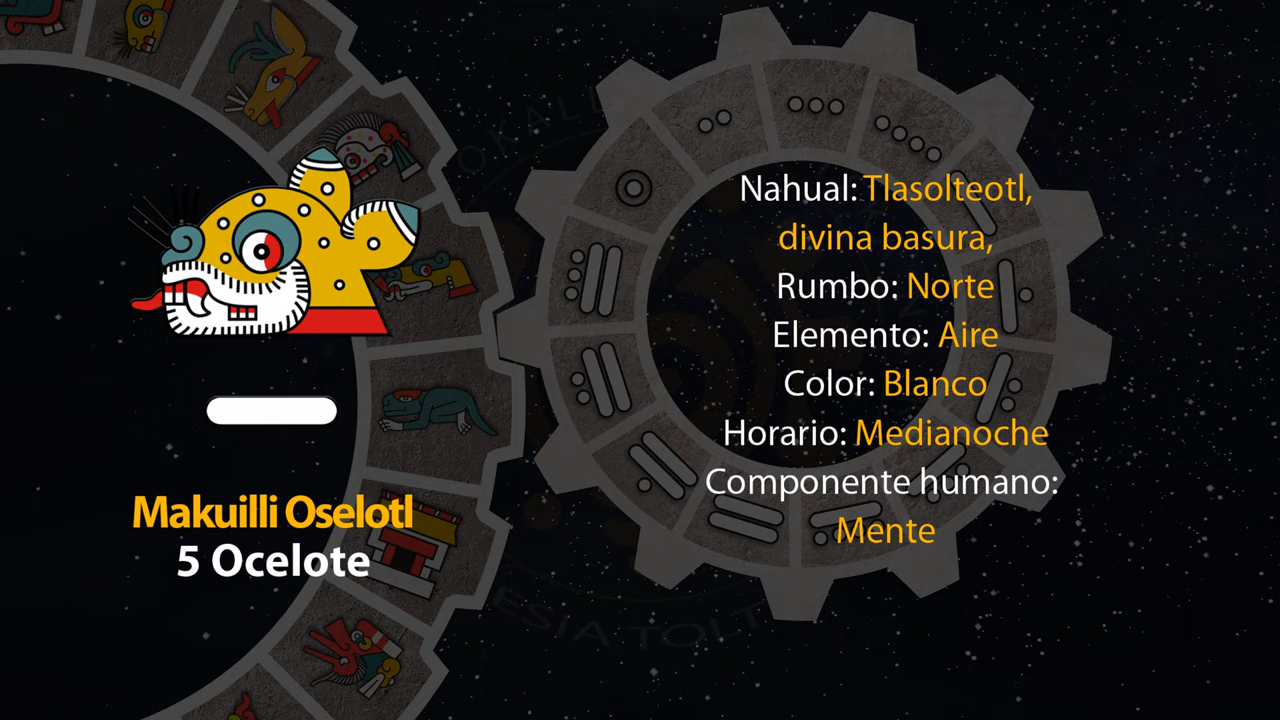 Makuilli Oselotl
5 Ocelote
Nahual: Tlasolteotl,
divina basura,
Rumbo: Norte
Elemento: Aire
Color: Blanco
Horario: Medianoche
Componente humano:
Mente